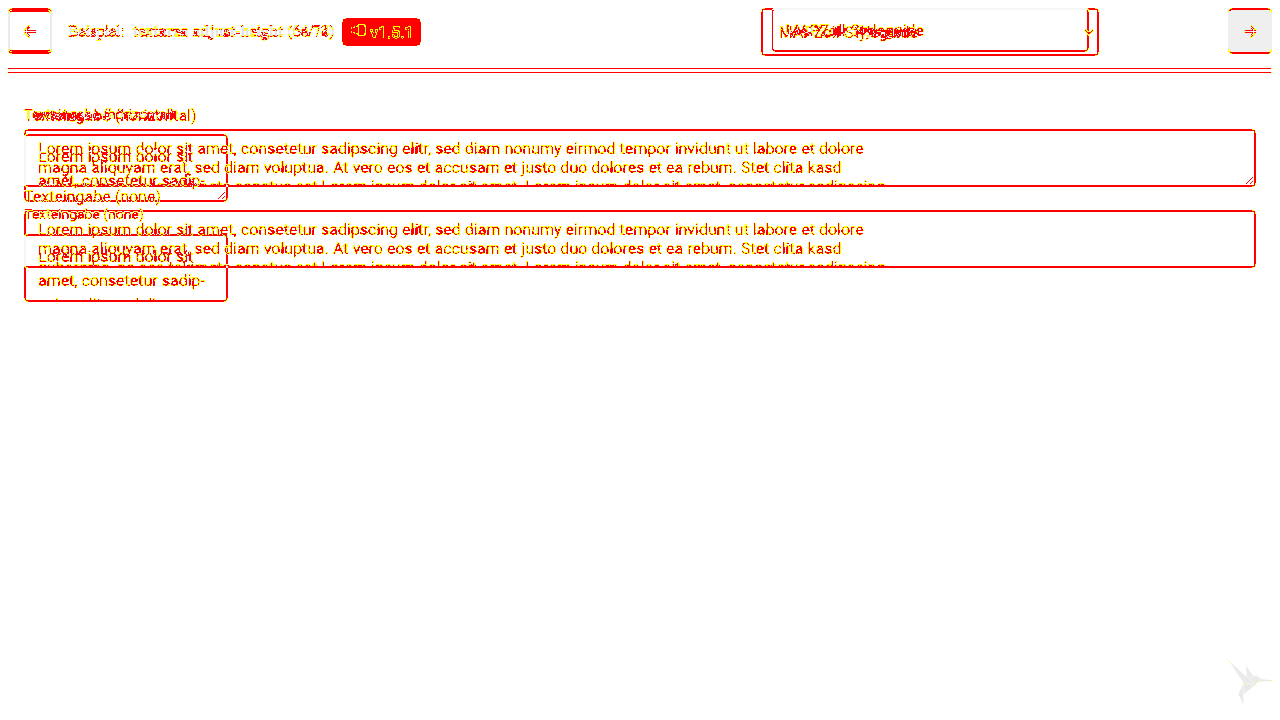 Beispiel: textarea adjust-height v1.5.1
Texteingabe
Lorem ipsum dolor sit amet, consetetur sadipscing elitr, sed diam nonumy eirmod tempor invidunt ut labore et dolore
magna aliquyam erat, sed diam voluptua. At vero eos et accusam et justo duo dolores et ea rebum. Stet clita kasd
Lorem ipsum dolor sit
amet, consetetur sadip-
Texteingabe (none)
Texteingabe (none)
Lorem ipsum dolor sit amet, consetetur sadipscing elitr, sed diam nonumy eirmod tempor invidunt ut labore et dolore
magna aliquyam erat, sed diam voluptua. At vero eos et accusam et justo duo dolores et ea rebum. Stet clita kasd
Lorem ipsum dolor sit
amet, consetetur sadip-